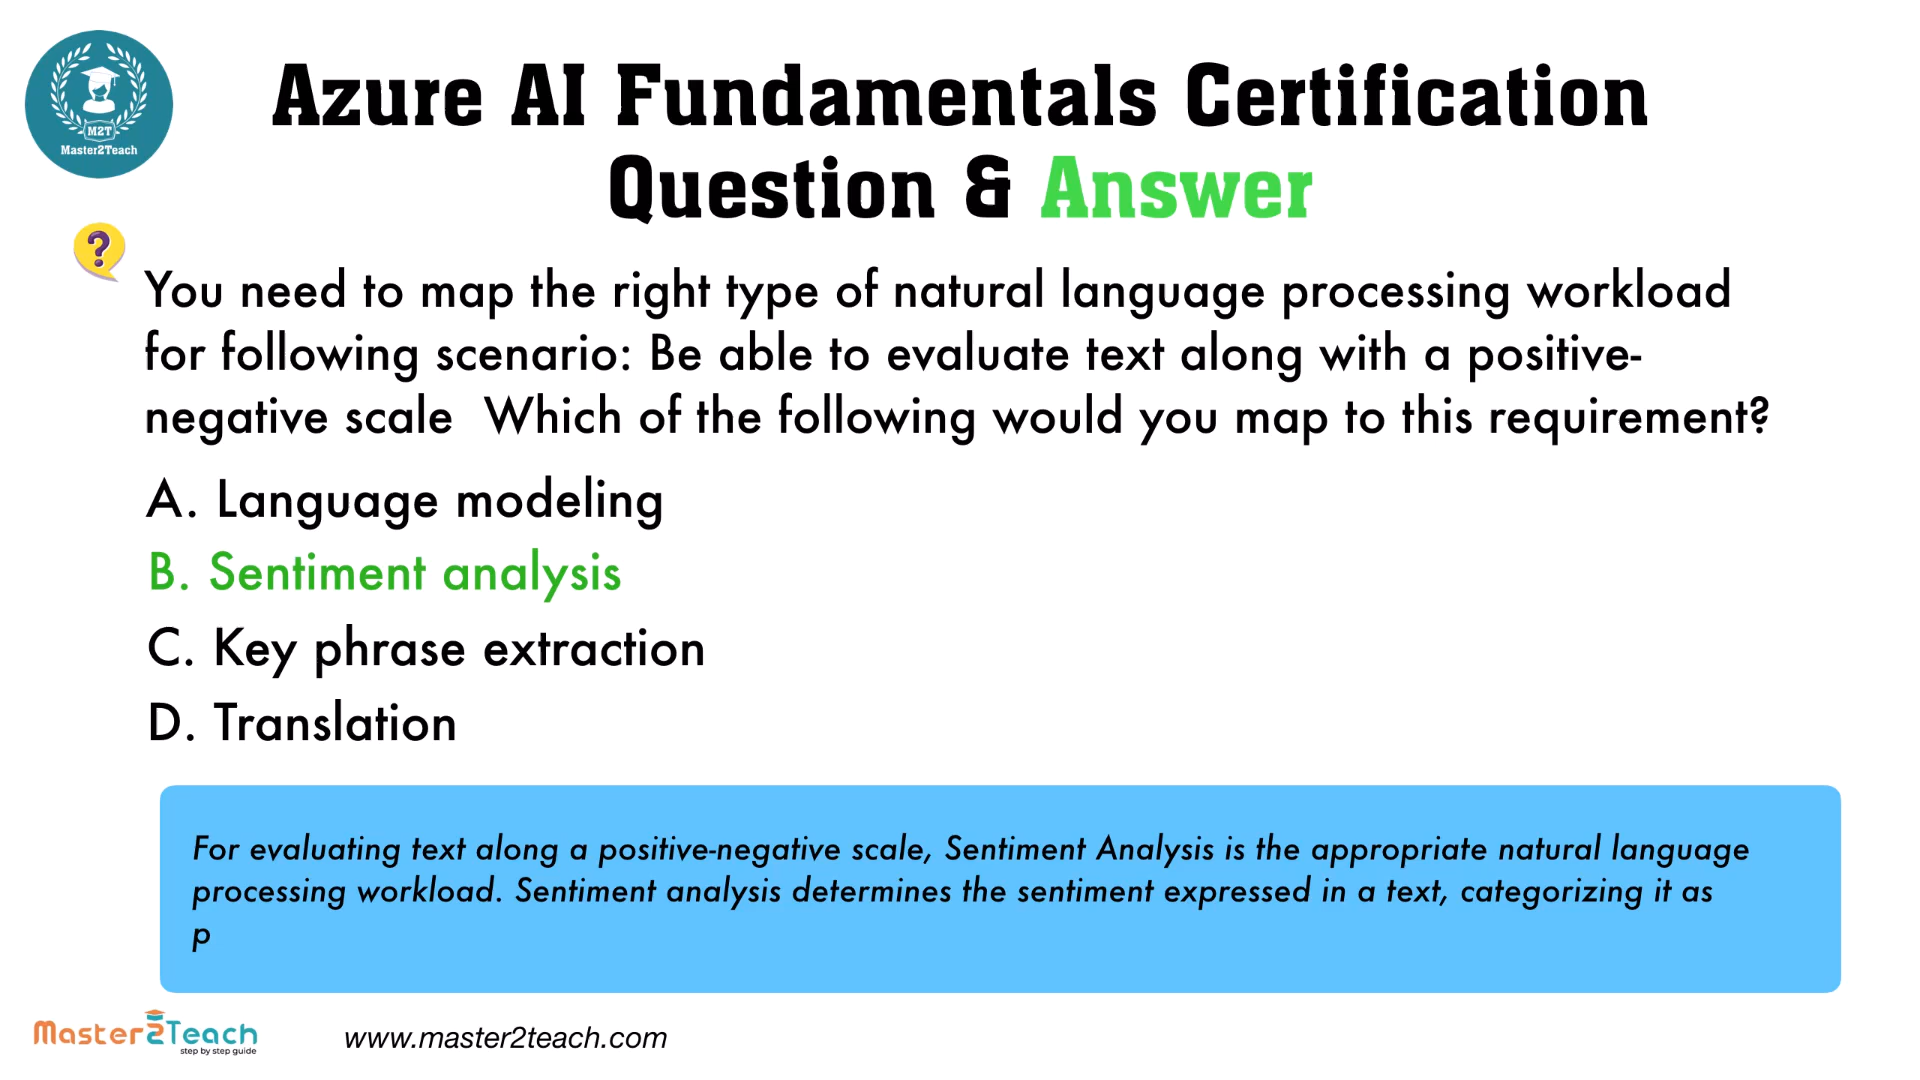 M2T
Master2Teach
Azure AI Fundamentals Certification
Question & Answer
?
You need to map the right type of natural language processing workload
for following scenario: Be able to evaluate text along with a positive-
negative scale  Which of the following would you map to this requirement?
A. Language modeling
B. Sentiment analysis
C. Key phrase extraction
D. Translation
For evaluating text along a positive-negative scale, Sentiment Analysis is the appropriate natural language
processing workload. Sentiment analysis determines the sentiment expressed in a text, categorizing it as
p
Master2Teach
step by step guide
www.master2teach.com